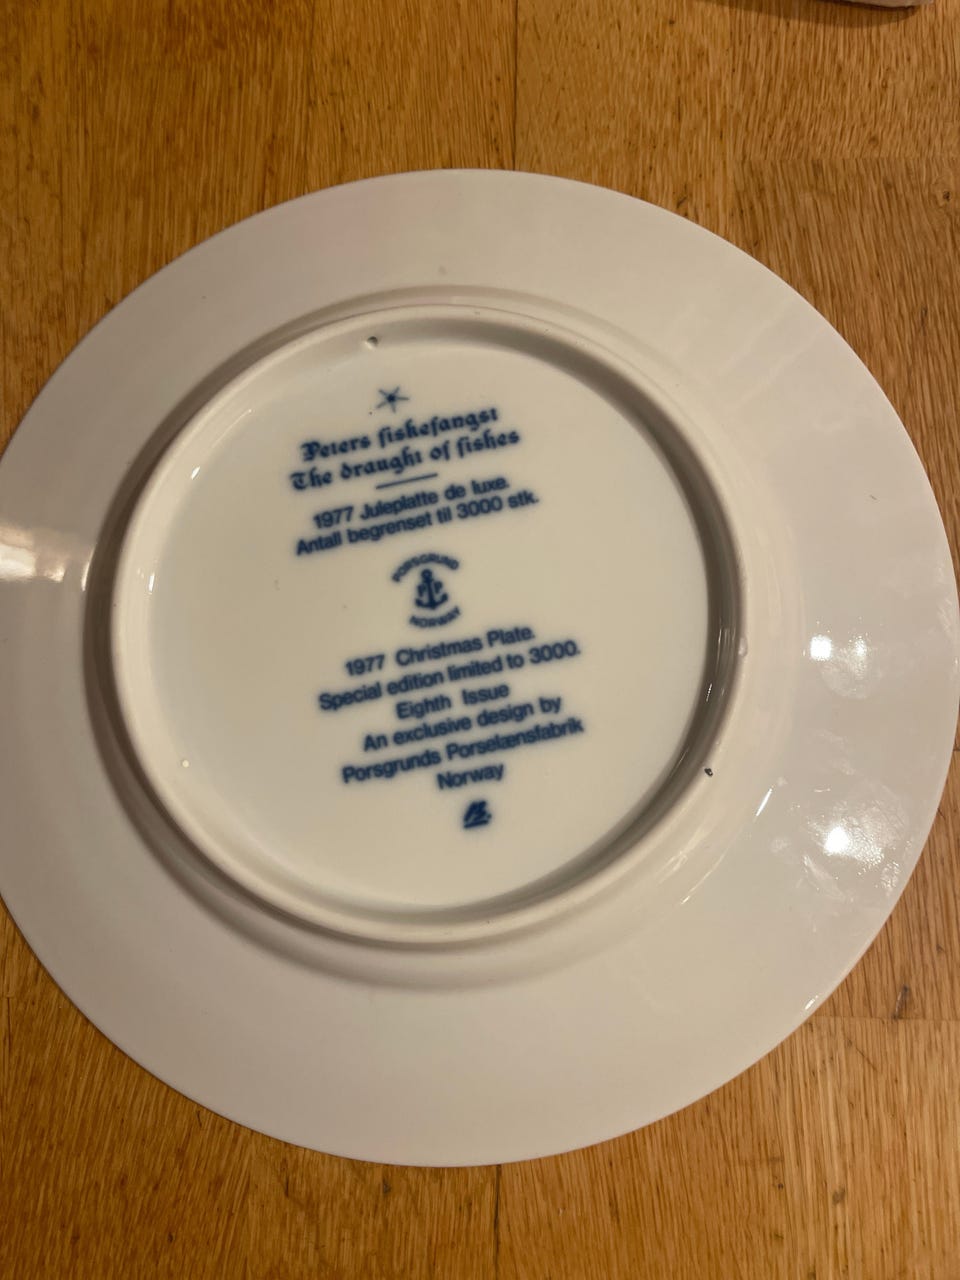 Peters fiskefangst
The draught of fishes
1977 Juleplatte de luxe.
Antall begrenset til 3000 stk.
PORSGRUND
P P
NORWAY
1977 Christmas Plate.
Special edition limited to 3000.
Eighth Issue
An exclusive design by
Porsgrunds Porselænsfabrik
Norway